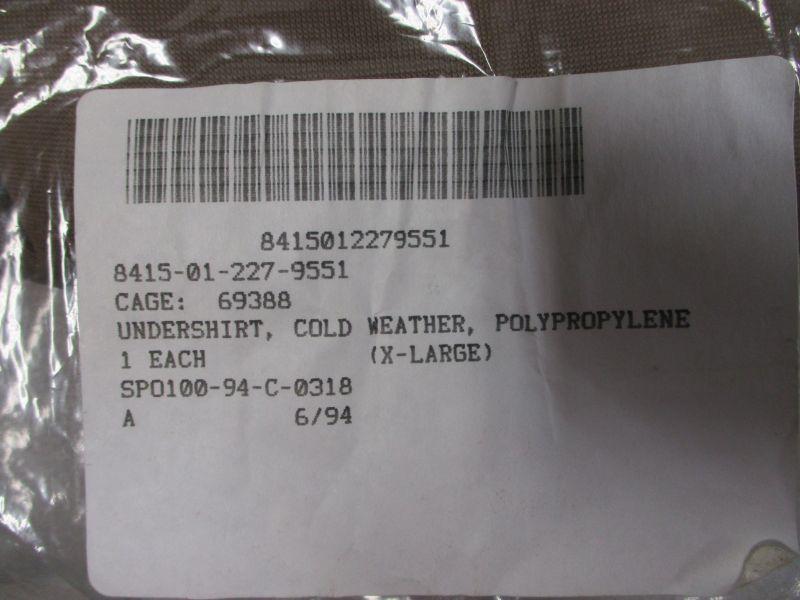 8415012279551
8415-01-227-9551
CAGE: 69388
UNDERSHIRT, COLD WEATHER, POLYPROPYLENE
1 EACH (X-LARGE)
SPO100-94-C-0318
A 6/94